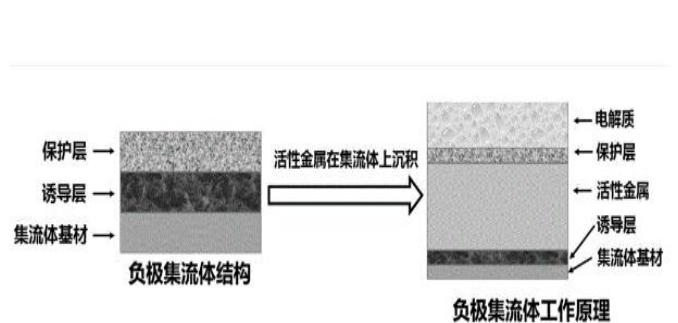 保护层
诱导层
集流体基材
负极集流体结构
活性金属在集流体上沉积
电解质
保护层
活性金属
诱导层
集流体基材
负极集流体工作原理